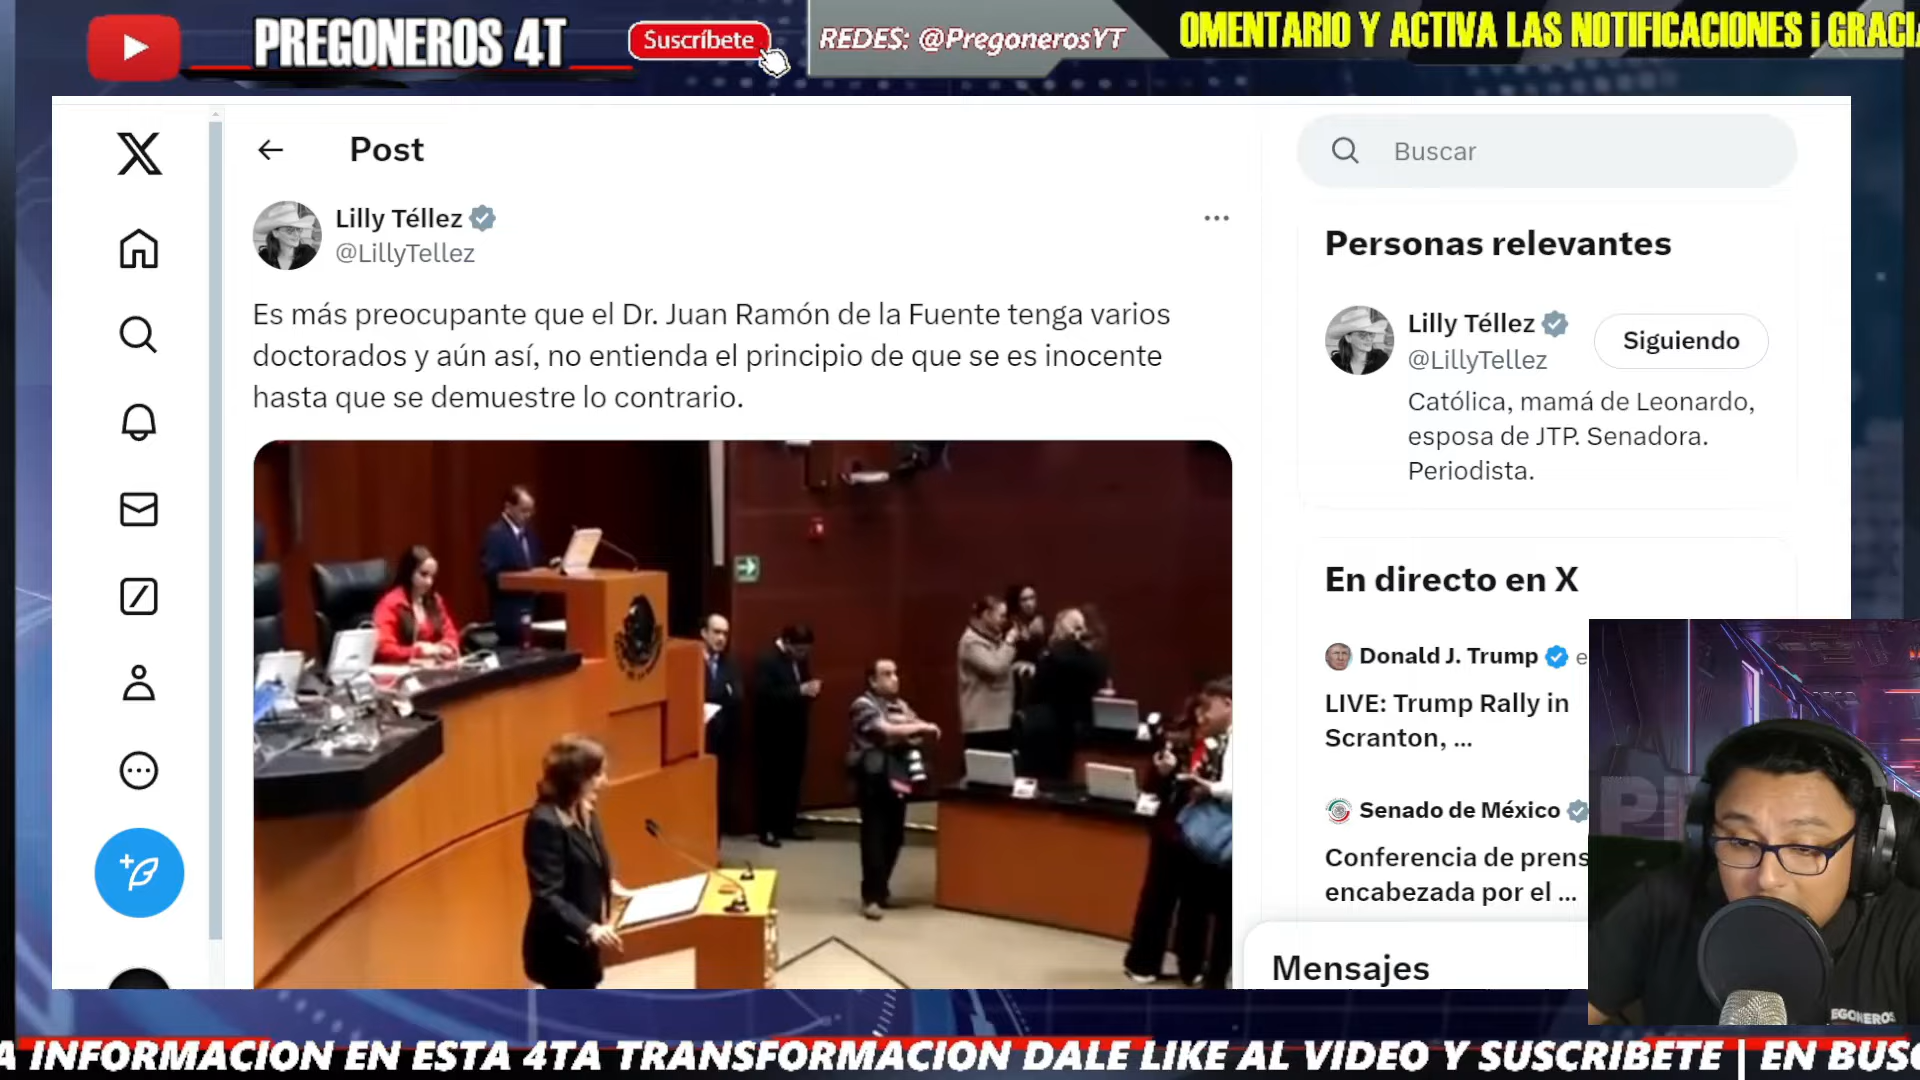 PREGONEROS 4T
Suscríbete
REDES: @PregonerosYT
OMENTARIO Y ACTIVA LAS NOTIFICACIONES ¡ GRACI
Post
Buscar
Lilly Téllez
@LillyTellez
Es más preocupante que el Dr. Juan Ramón de la Fuente tenga varios
doctorados y aún así, no entienda el principio de que se es inocente
hasta que se demuestre lo contrario.
Personas relevantes
Lilly Téllez
@LillyTellez
Siguiendo
Católica, mamá de Leonardo,
esposa de JTP. Senadora.
Periodista.
En directo en X
Donald J. Trump e
LIVE: Trump Rally in
Scranton, ...
Senado de México
Conferencia de prens
encabezada por el ...
Mensajes
EGONEROS
A INFORMACION EN ESTA 4TA TRANSFORMACION DALE LIKE AL VIDEO Y SUSCRIBETE | EN BUSC